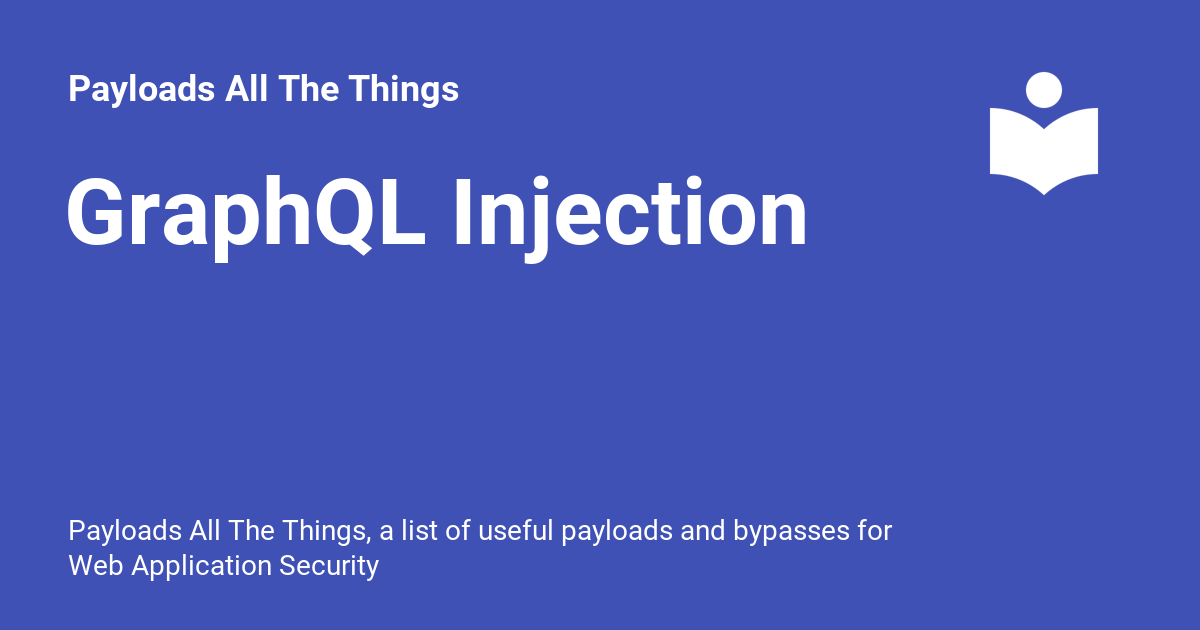 Payloads All The Things
GraphQL Injection
Payloads All The Things, a list of useful payloads and bypasses for
Web Application Security